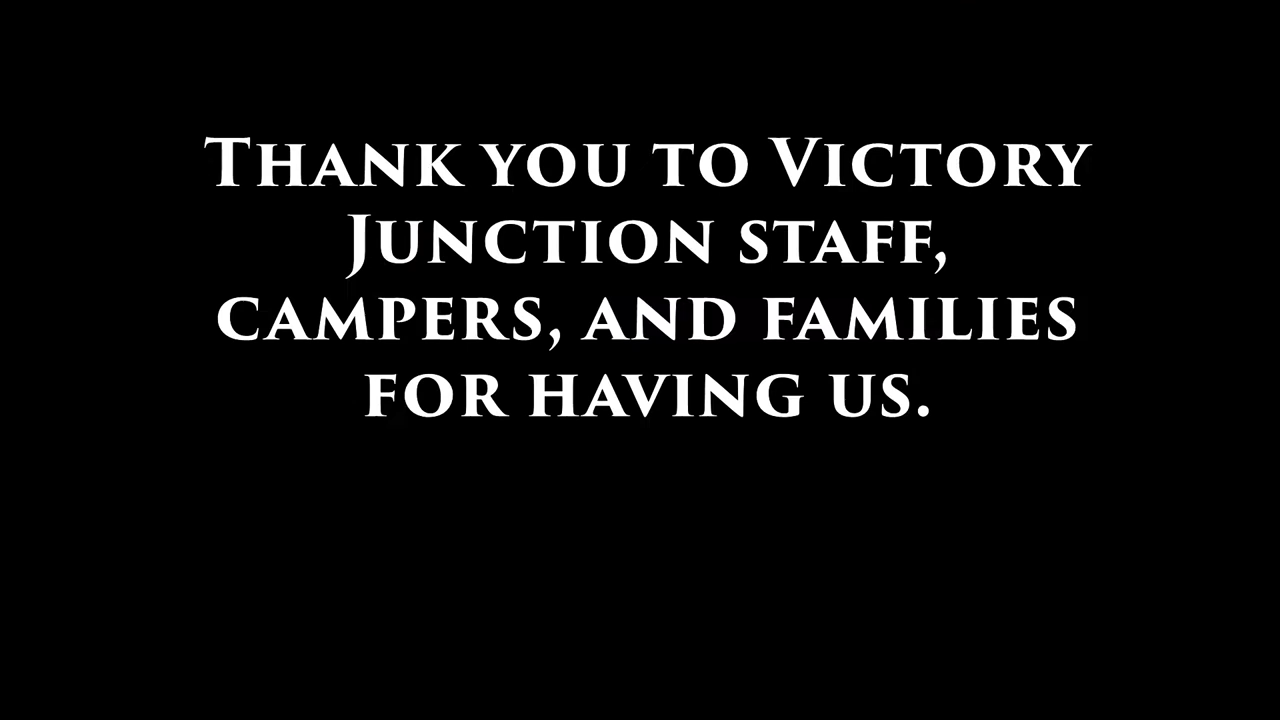 Thank you to Victory
Junction staff,
campers, and families
for having us.